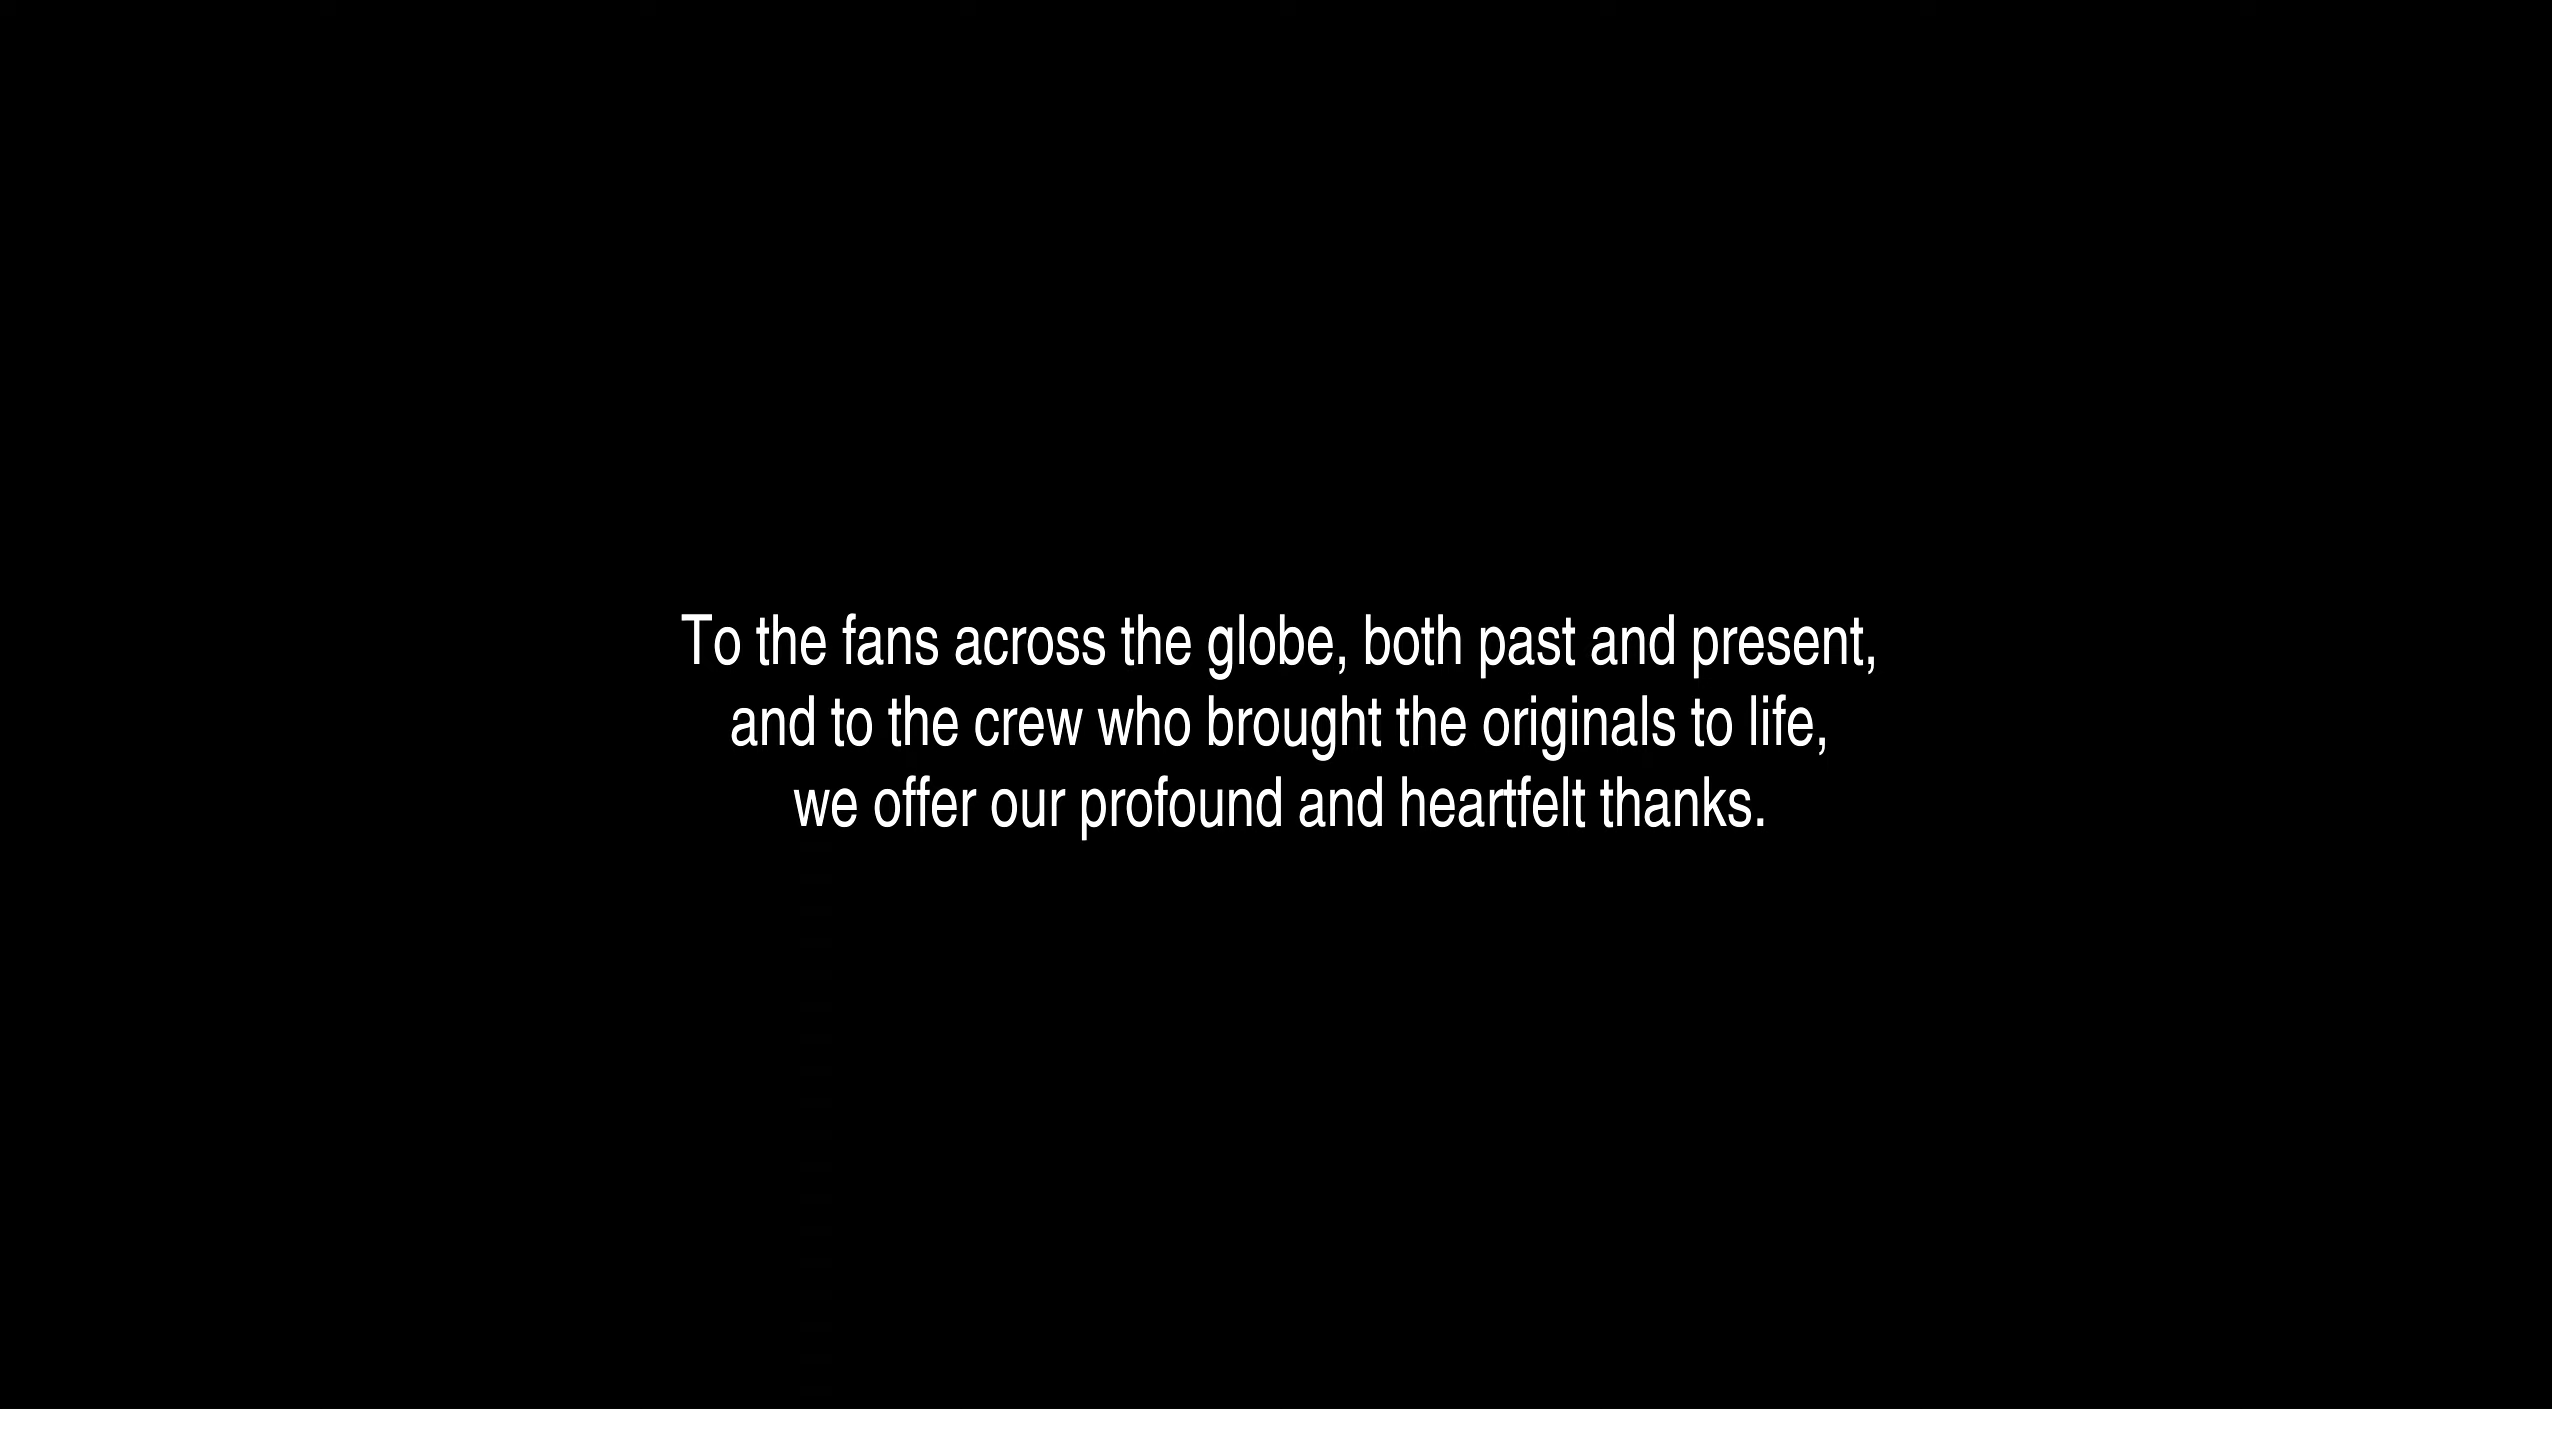 To the fans across the globe, both past and present,
and to the crew who brought the originals to life,
we offer our profound and heartfelt thanks.